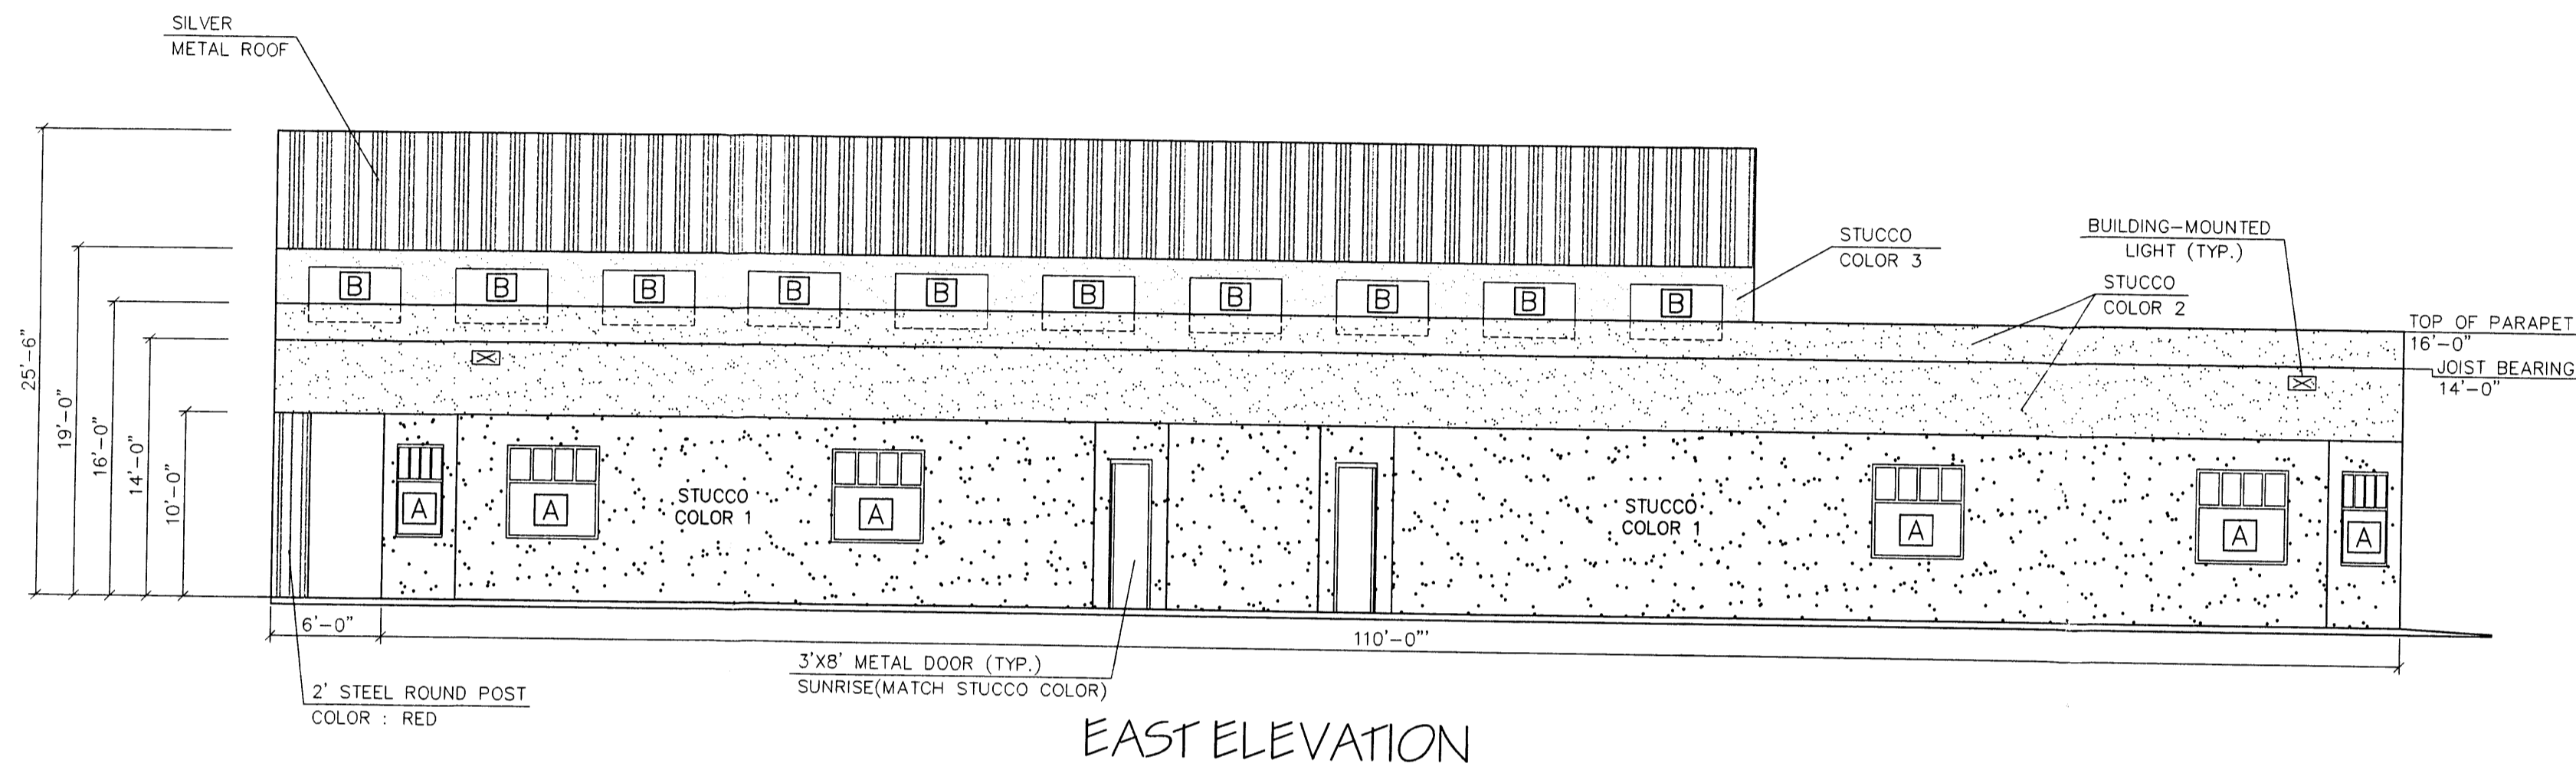 SILVER
METAL ROOF
BUILDING-MOUNTED
LIGHT (TYP.)
STUCCO
COLOR 3
STUCCO
COLOR 2
B B B B B B B B B B
TOP OF PARAPET
16'-0"
JOIST BEARING
14'-0"
25'-6"
19'-0"
16'-0"
14'-0"
10'-0"
A A A A A A
STUCCO
COLOR 1
STUCCO
COLOR 1
6'-0"
110'-0"'
3'X8' METAL DOOR (TYP.)
SUNRISE(MATCH STUCCO COLOR)
2' STEEL ROUND POST
COLOR : RED
EAST ELEVATION